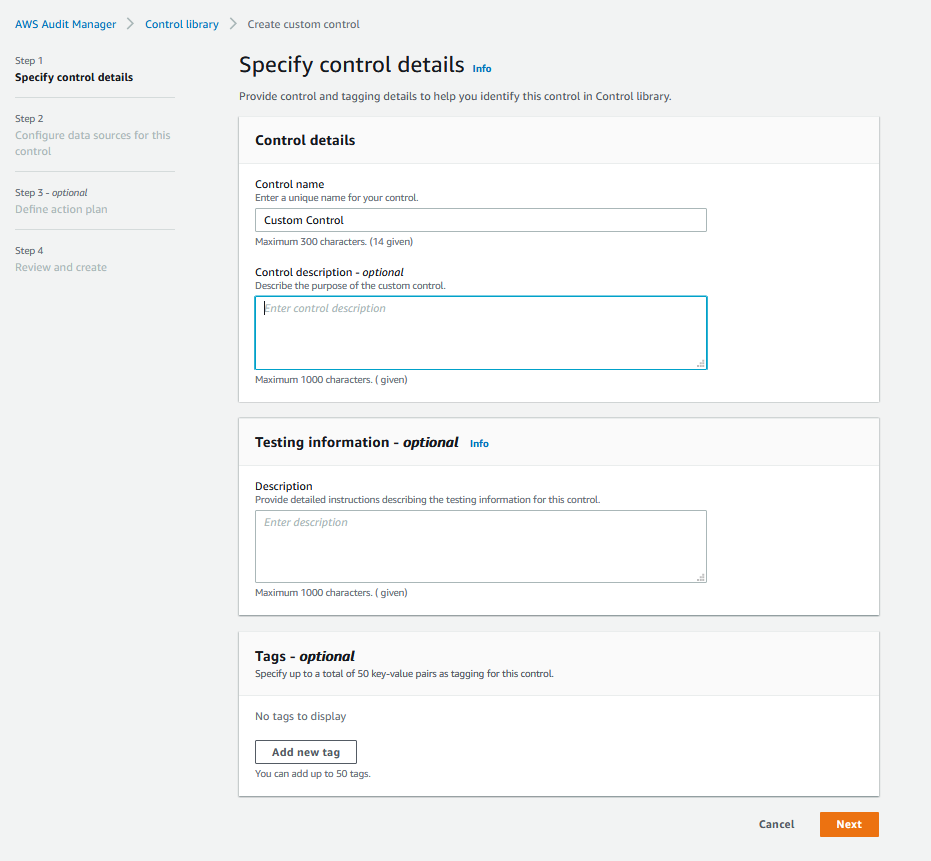 AWS Audit Manager > Control library > Create custom control
Step 1
Specify control details
Step 2
Configure data sources for this
control
Step 3 - optional
Define action plan
Step 4
Review and create
Specify control details Info
Provide control and tagging details to help you identify this control in Control library.
Control details
Control name
Enter a unique name for your control.
Custom Control
Maximum 300 characters. (14 given)
Control description - optional
Describe the purpose of the custom control.
Enter control description
Maximum 1000 characters. ( given)
Testing information - optional Info
Description
Provide detailed instructions describing the testing information for this control.
Enter description
Maximum 1000 characters. ( given)
Tags - optional
Specify up to a total of 50 key-value pairs as tagging for this control.
No tags to display
Add new tag
You can add up to 50 tags.
Cancel Next